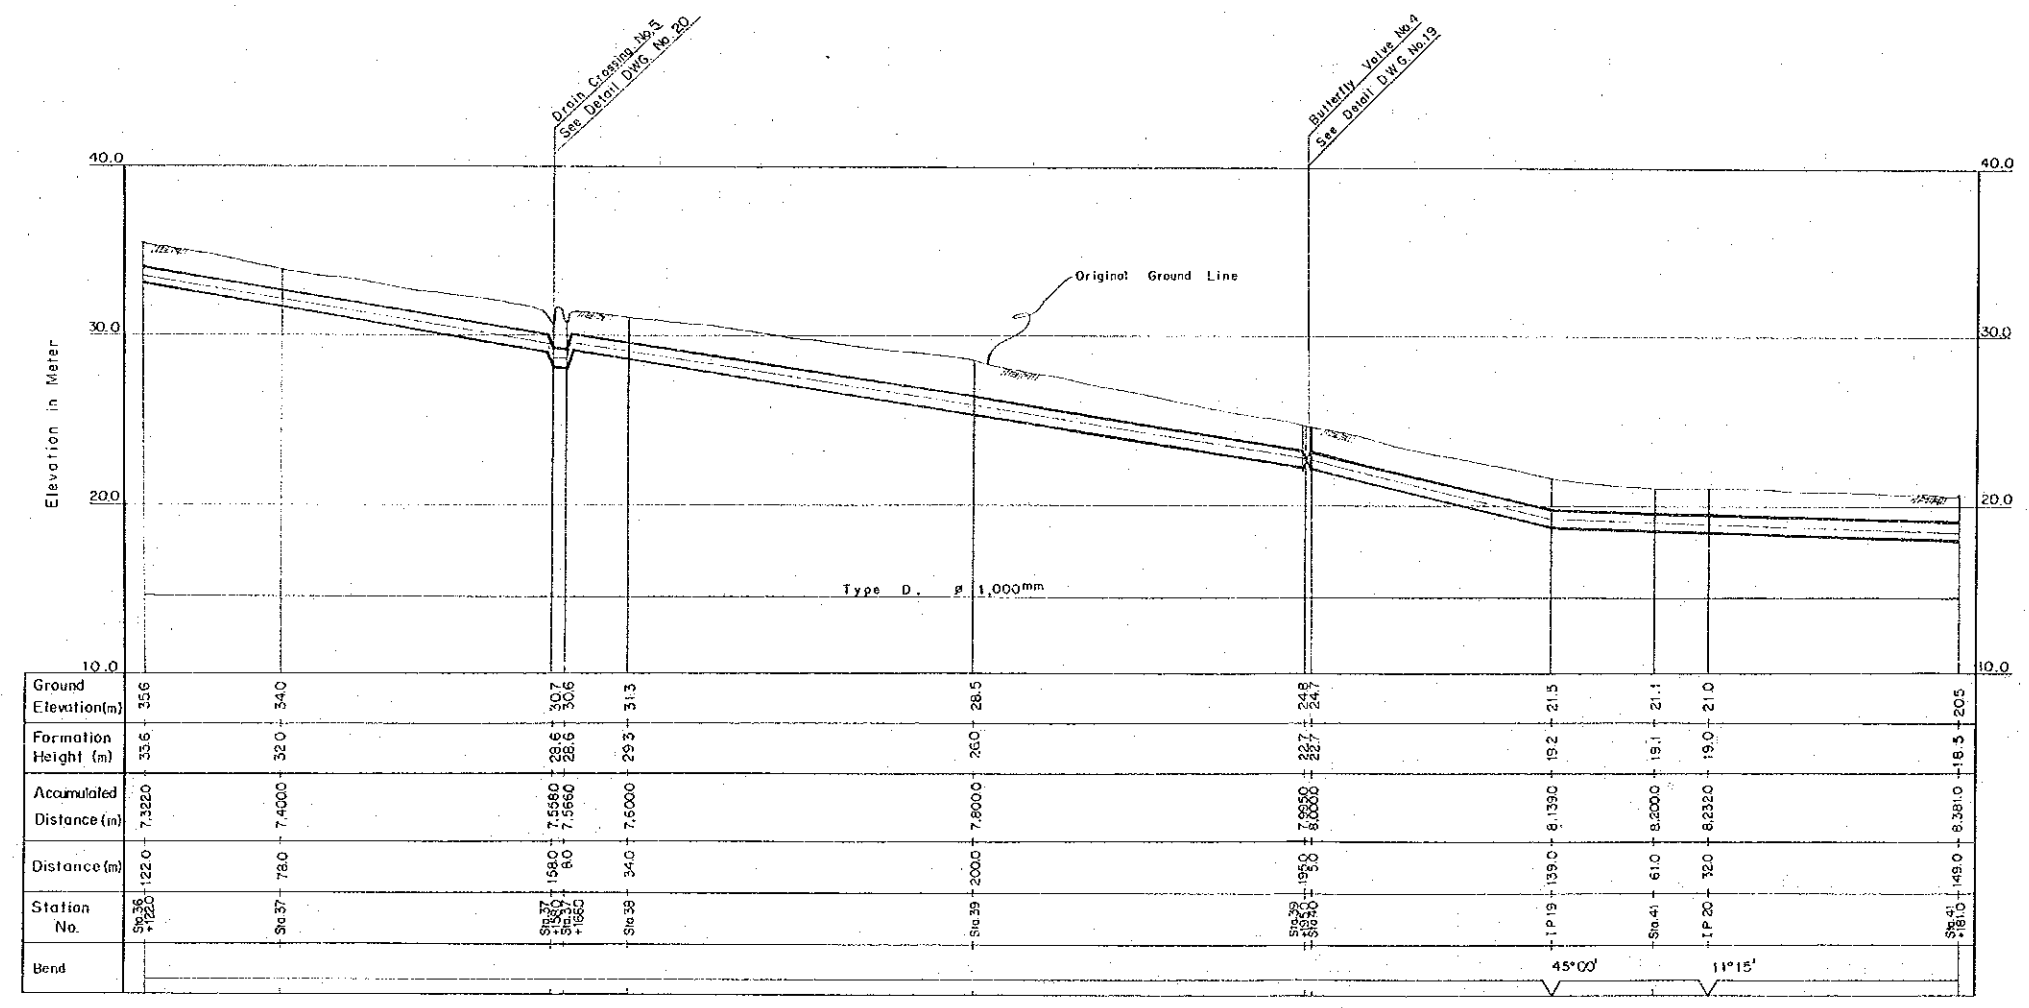 Drain Crossing No.5
See Detail DWG. No. 20
Butterfly Valve No.4
See Detail DWG. No.19
40.0
40.0
Original Ground Line
30.0
30.0
Elevation in Meter
20.0
20.0
Type D. ø 1,000mm
10.0
10.0
Ground
Elevation(m)
35.6
34.0
30.7
30.6
31.3
28.5
24.8
24.7
21.5
21.1
21.0
20.5
Formation
Height (m)
33.6
32.0
28.6
28.6
29.3
26.0
22.7
22.7
19.2
19.1
19.0
18.5
Accumulated
Distance (m)
7,322.0
7,400.0
7,558.0
7,566.0
7,600.0
7,800.0
7,995.0
8,000.0
8,139.0
8,200.0
8,232.0
8,381.0
Distance (m)
122.0
78.0
158.0
8.0
34.0
200.0
195.0
5.0
139.0
61.0
32.0
149.0
Station
No.
Sta.36
+122.0
Sta.37
Sta.37
+158.0
Sta.37
+166.0
Sta.38
Sta.39
Sta.39
+195.0
Sta.40
I P 19
Sta.41
I P 20
Sta.41
+181.0
Bend
45°00'
11°15'